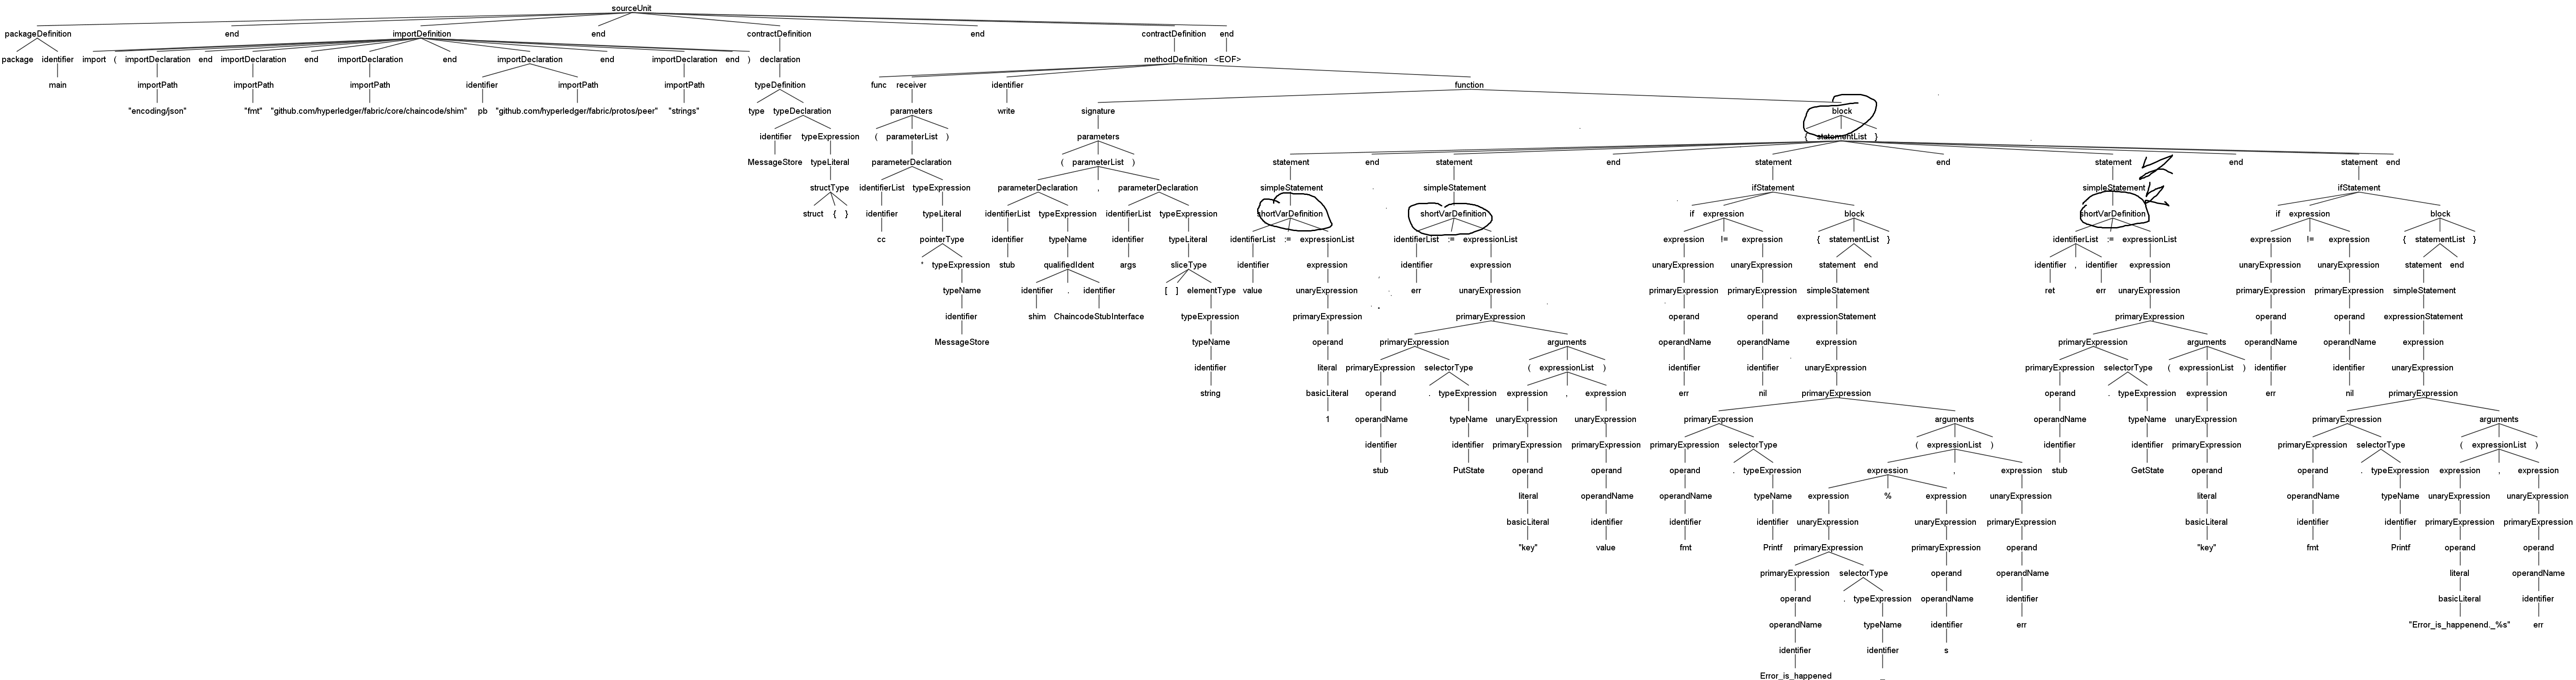 sourceUnit
packageDefinition end importDefinition end contractDefinition end contractDefinition end
package identifier import ( importDeclaration end importDeclaration end importDeclaration end importDeclaration end importDeclaration end ) declaration methodDefinition <EOF>
main importPath importPath importPath identifier importPath importPath typeDefinition func receiver identifier function
"encoding/json" "fmt" "github.com/hyperledger/fabric/core/chaincode/shim" pb "github.com/hyperledger/fabric/protos/peer" "strings" type typeDeclaration parameters write signature block
identifier typeExpression ( parameterList ) parameters { statementList }
MessageStore typeLiteral parameterDeclaration ( parameterList ) statement end statement end statement end statement end statement end
structType identifierList typeExpression parameterDeclaration , parameterDeclaration simpleStatement simpleStatement ifStatement simpleStatement ifStatement
struct { } identifier typeLiteral identifierList typeExpression identifierList typeExpression shortVarDefinition shortVarDefinition if expression block shortVarDefinition if expression block
cc pointerType identifier typeName identifier typeLiteral identifierList := expressionList identifierList := expressionList expression != expression { statementList } identifierList := expressionList expression != expression { statementList }
* typeExpression stub qualifiedIdent args sliceType identifier expression identifier expression unaryExpression unaryExpression statement end identifier , identifier expression unaryExpression unaryExpression statement end
typeName identifier . identifier [ ] elementType value unaryExpression err unaryExpression primaryExpression primaryExpression simpleStatement ret err unaryExpression primaryExpression primaryExpression simpleStatement
identifier shim ChaincodeStubInterface typeExpression primaryExpression primaryExpression operand operand expressionStatement primaryExpression operand operand expressionStatement
MessageStore typeName operand primaryExpression arguments operandName operandName expression primaryExpression arguments operandName operandName expression
identifier literal primaryExpression selectorType ( expressionList ) identifier identifier unaryExpression primaryExpression selectorType ( expressionList ) identifier identifier unaryExpression
string basicLiteral operand . typeExpression expression , expression err nil primaryExpression operand . typeExpression expression err nil primaryExpression
1 operandName typeName unaryExpression unaryExpression primaryExpression arguments operandName typeName unaryExpression primaryExpression arguments
identifier identifier primaryExpression primaryExpression primaryExpression selectorType ( expressionList ) identifier identifier primaryExpression primaryExpression selectorType ( expressionList )
stub PutState operand operand operand . typeExpression expression , expression stub GetState operand operand . typeExpression expression , expression
literal operandName operandName typeName expression % expression unaryExpression literal operandName typeName unaryExpression unaryExpression
basicLiteral identifier identifier identifier unaryExpression unaryExpression primaryExpression basicLiteral identifier identifier primaryExpression primaryExpression
"key" value fmt Printf primaryExpression primaryExpression operand "key" fmt Printf operand operand
primaryExpression selectorType operand operandName literal operandName
operand . typeExpression operandName identifier basicLiteral identifier
operandName typeName identifier err "Error_is_happenend._%s" err
identifier identifier s
Error_is_happened _